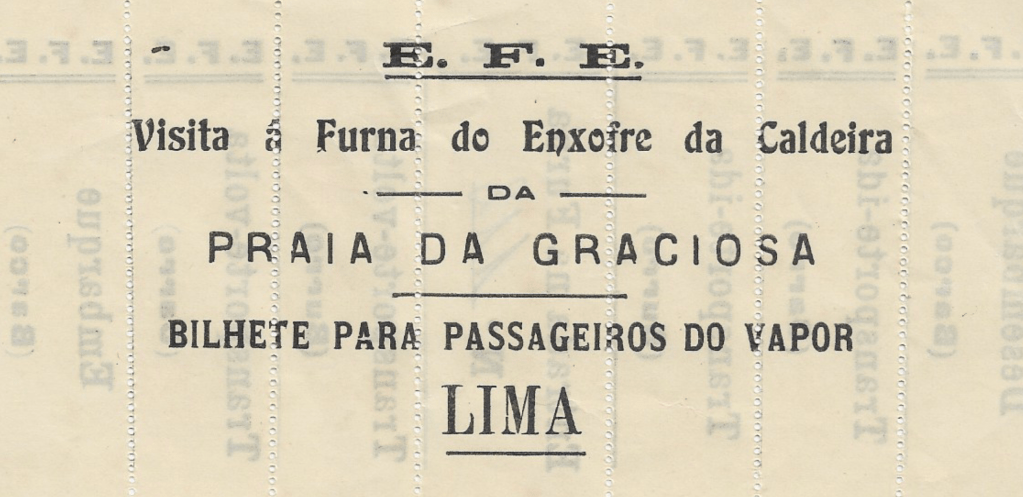 E. F. E.
Visita á Furna do Enxofre da Caldeira
DA
PRAIA DA GRACIOSA
BILHETE PARA PASSAGEIROS DO VAPOR
LIMA